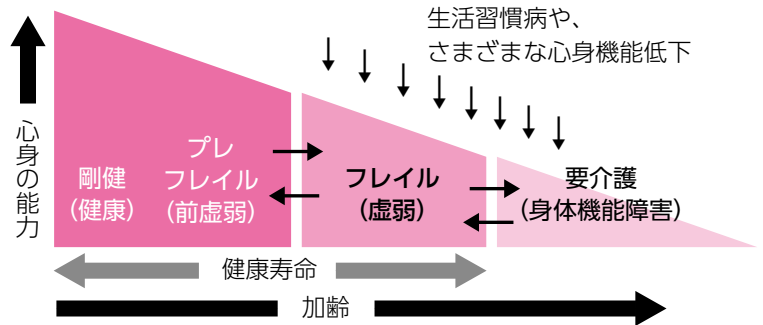 生活習慣病や、
さまざまな心身機能低下
心身の能力
剛健
（健康）
プレ
フレイル
（前虚弱）
フレイル
（虚弱）
要介護
（身体機能障害）
健康寿命
加齢